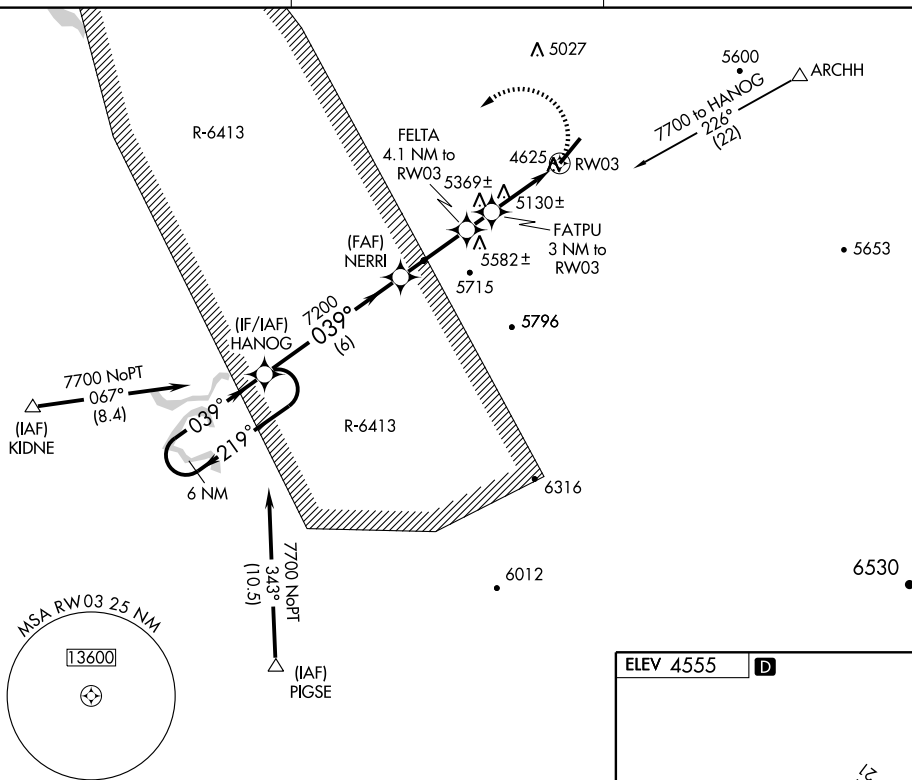 5027
5600
ARCHH
7700 to HANOG
226°
(22)
R-6413
FELTA
4.1 NM to
RW03
4625
RW03
5369±
5130±
FATPU
3 NM to
RW03
5582±
5715
5653
(FAF)
NERRI
5796
7200
039°
(6)
(IF/IAF)
HANOG
7700 NoPT
067°
(8.4)
(IAF)
KIDNE
039°
219°
6 NM
R-6413
6316
7700 NoPT
343°
(10.5)
6012
6530
(IAF)
PIGSE
MSA RW03 25 NM
13600
ELEV 4555
D
21